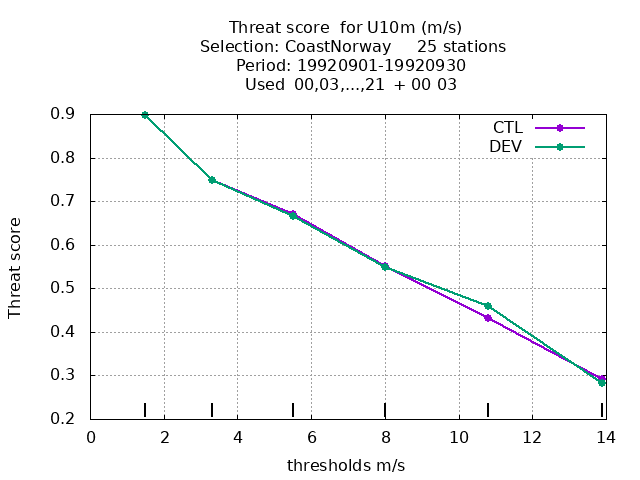 Threat score  for U10m (m/s)
Selection: CoastNorway     25 stations
Period: 19920901-19920930
Used  00,03,...,21  + 00 03
CTL
DEV
Threat score
0.9
0.8
0.7
0.6
0.5
0.4
0.3
0.2
0 2 4 6 8 10 12 14
thresholds m/s